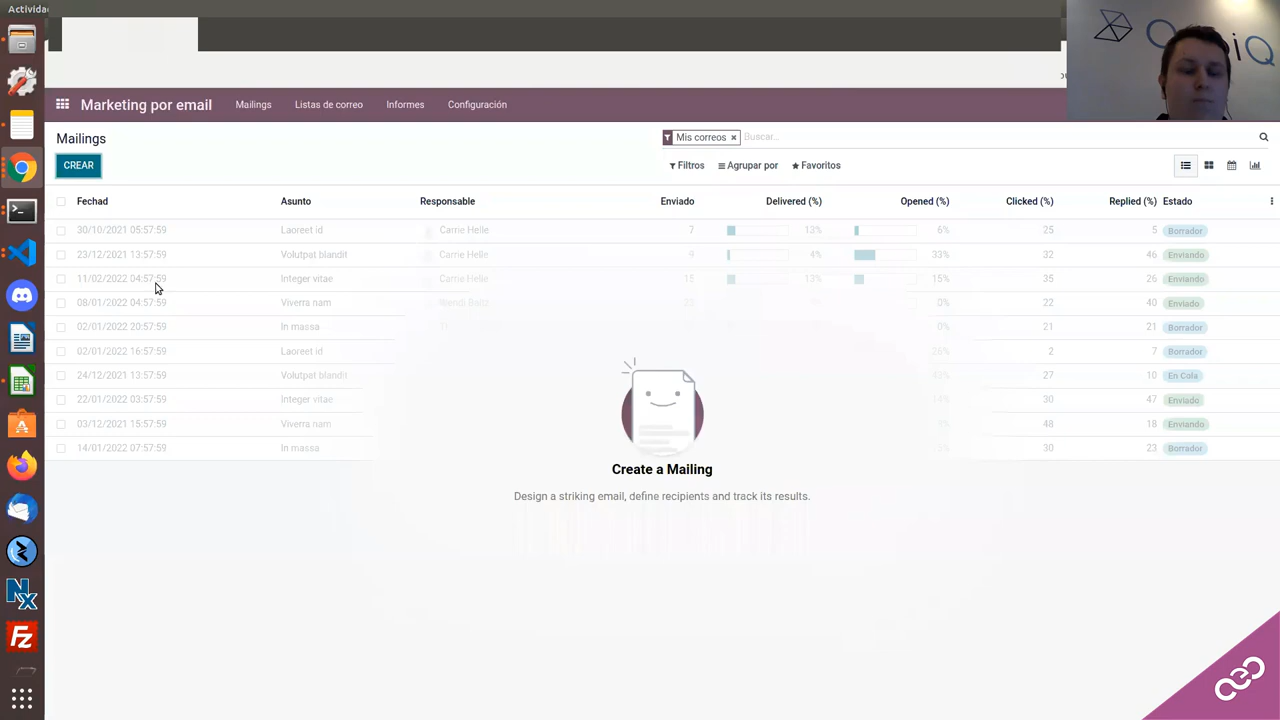 Activida
Marketing por email Mailings Listas de correo Informes Configuración
Mailings
Mis correos × Buscar...
CREAR
Filtros Agrupar por Favoritos
Fechad Asunto Responsable Enviado Delivered (%) Opened (%) Clicked (%) Replied (%) Estado
30/10/2021 05:57:59 Laoreet id Carrie Helle 7 13% 6% 25 5 Borrador
23/12/2021 13:57:59 Volutpat blandit Carrie Helle 9 4% 33% 32 46 Enviando
11/02/2022 04:57:59 Integer vitae Carrie Helle 15 13% 15% 35 26 Enviando
08/01/2022 04:57:59 Viverra nam 0% 22 40 Enviado
02/01/2022 20:57:59 In massa 0% 21 21 Borrador
02/01/2022 16:57:59 Laoreet id 26% 2 7 Borrador
24/12/2021 13:57:59 Volutpat blandit 27 10 En Cola
22/01/2022 03:57:59 Integer vitae 30 47 Enviado
03/12/2021 15:57:59 Viverra nam 48 18 Enviando
14/01/2022 07:57:59 In massa 30 23 Borrador
Create a Mailing
Design a striking email, define recipients and track its results.